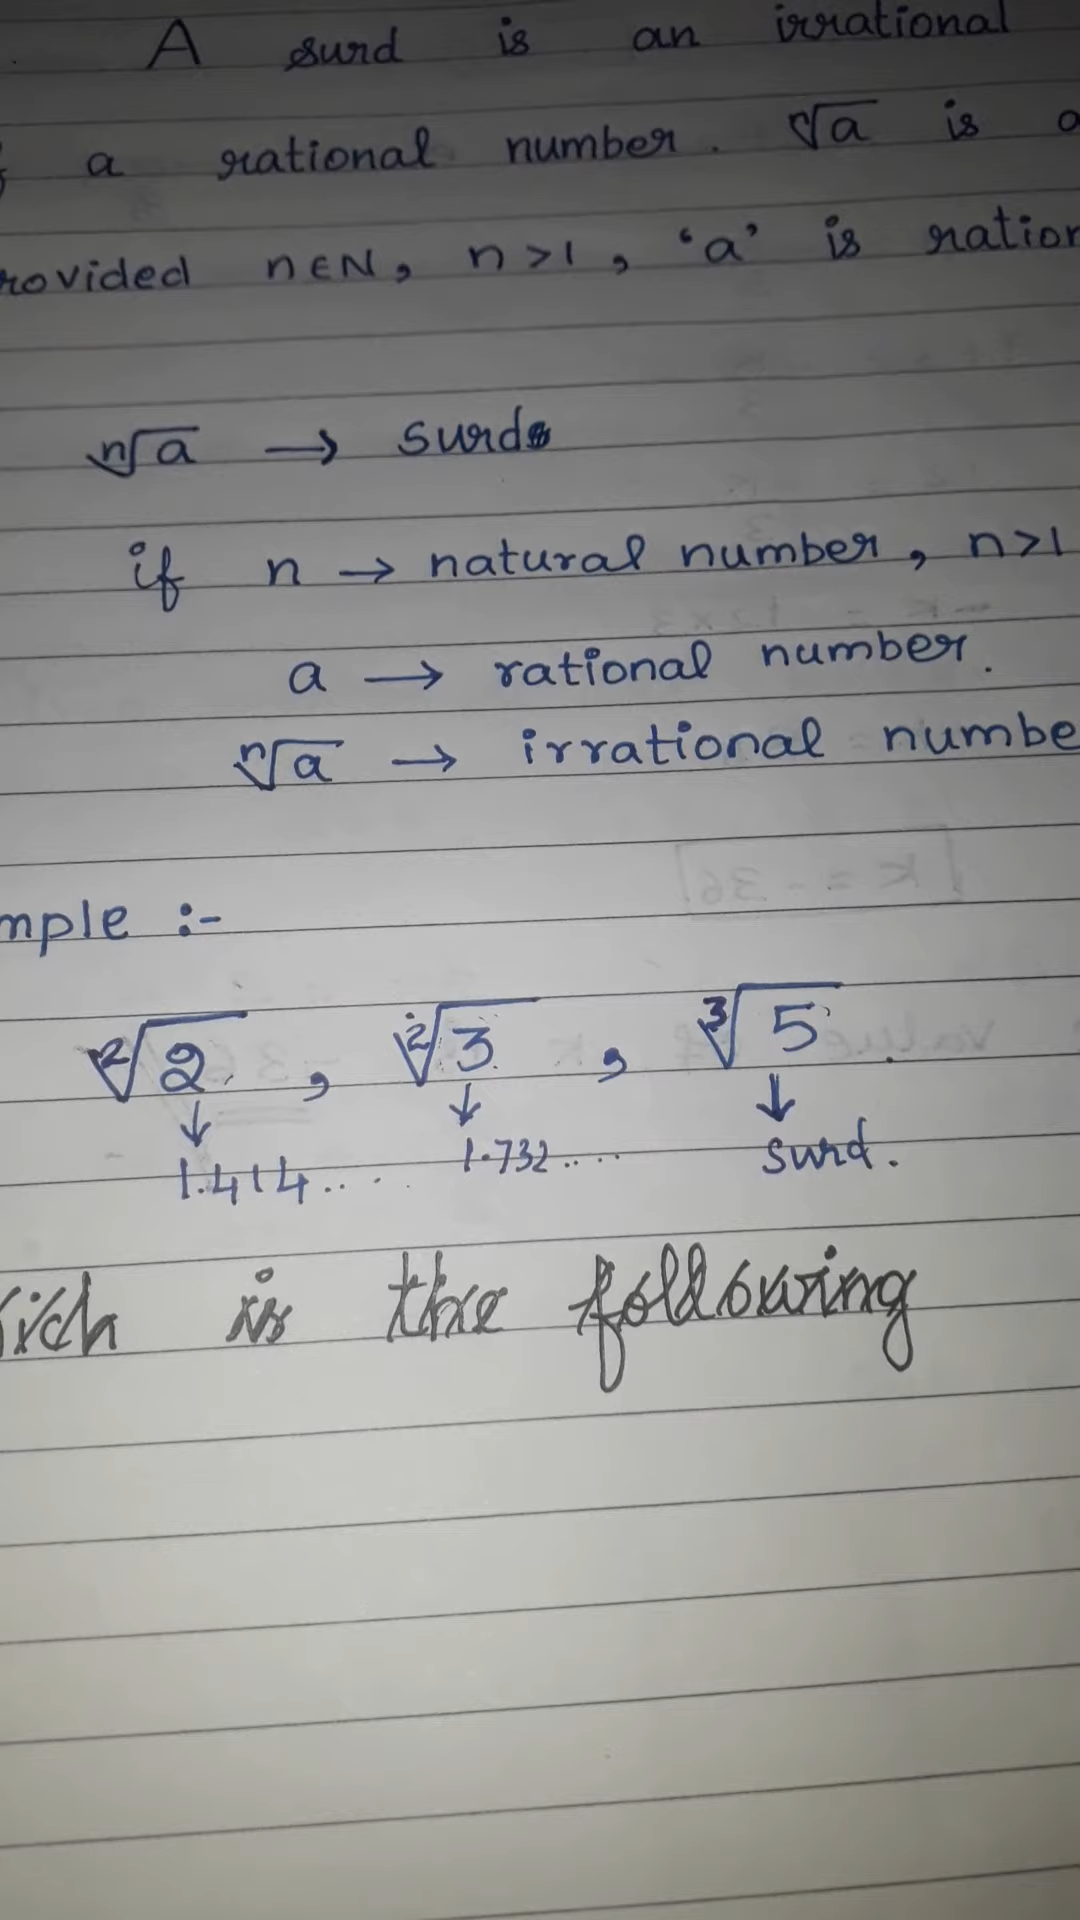 A surd is an irrational
a rational number. ⁿ√a is a
rovided n∈N, n>1, 'a' is ration
ⁿ√a → surds
if n → natural number, n>1
a → rational number.
ⁿ√a → irrational numbe
mple :-
²√2, ²√3, ³√5.
↓ ↓ ↓
1.414..... 1.732..... surd.
ich is the following